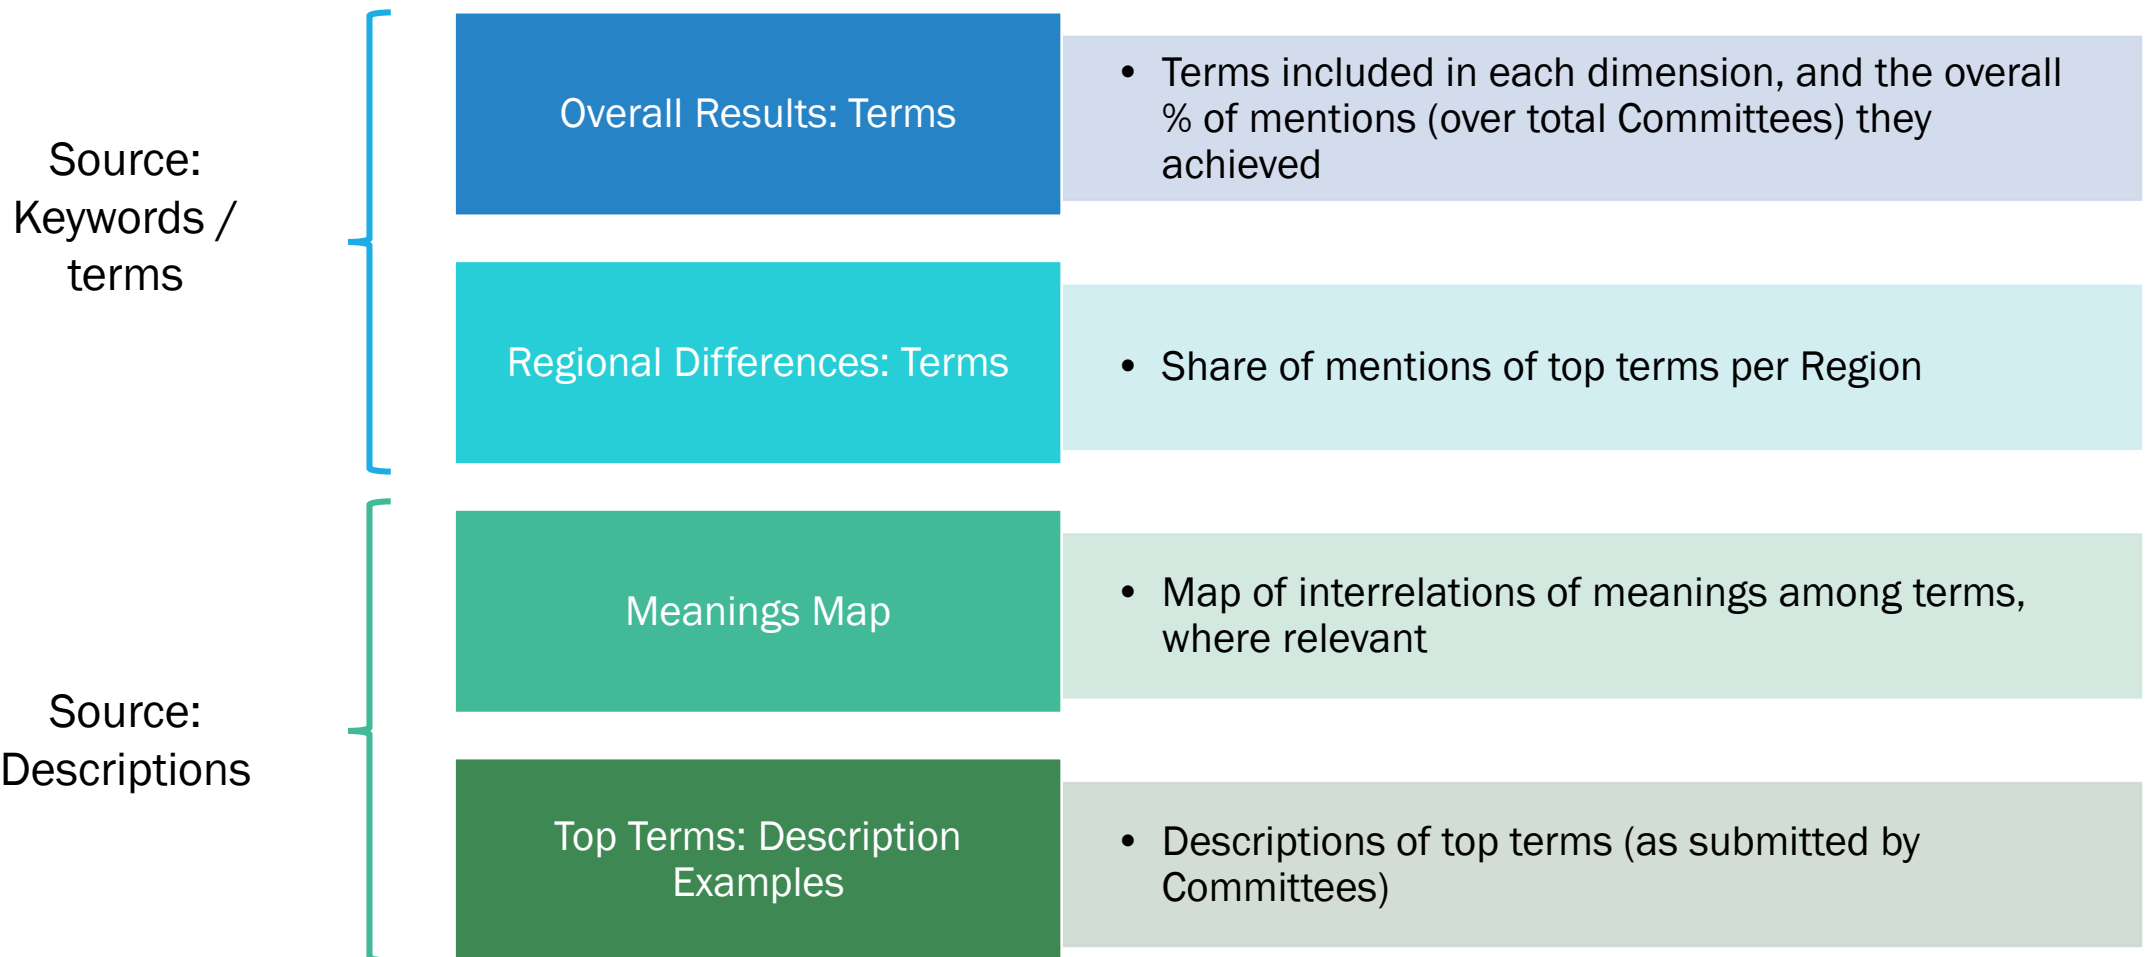 Source:
Keywords /
terms
Overall Results: Terms
• Terms included in each dimension, and the overall
% of mentions (over total Committees) they
achieved
Regional Differences: Terms
• Share of mentions of top terms per Region
Source:
Descriptions
Meanings Map
• Map of interrelations of meanings among terms,
where relevant
Top Terms: Description
Examples
• Descriptions of top terms (as submitted by
Committees)